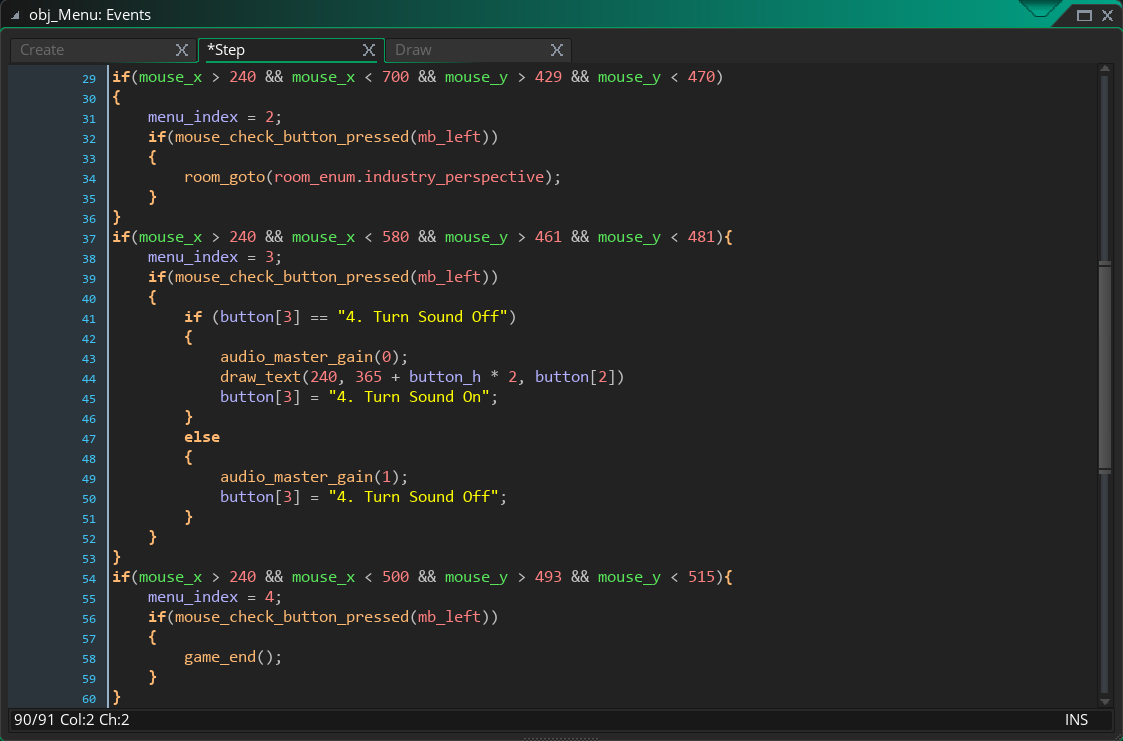 obj_Menu: Events
Create *Step Draw
29 if(mouse_x > 240 && mouse_x < 700 && mouse_y > 429 && mouse_y < 470)
30 {
31     menu_index = 2;
32     if(mouse_check_button_pressed(mb_left))
33     {
34         room_goto(room_enum.industry_perspective);
35     }
36 }
37 if(mouse_x > 240 && mouse_x < 580 && mouse_y > 461 && mouse_y < 481){
38     menu_index = 3;
39     if(mouse_check_button_pressed(mb_left))
40     {
41         if (button[3] == "4. Turn Sound Off")
42         {
43             audio_master_gain(0);
44             draw_text(240, 365 + button_h * 2, button[2])
45             button[3] = "4. Turn Sound On";
46         }
47         else
48         {
49             audio_master_gain(1);
50             button[3] = "4. Turn Sound Off";
51         }
52     }
53 }
54 if(mouse_x > 240 && mouse_x < 500 && mouse_y > 493 && mouse_y < 515){
55     menu_index = 4;
56     if(mouse_check_button_pressed(mb_left))
57     {
58         game_end();
59     }
60 }
90/91 Col:2 Ch:2 INS